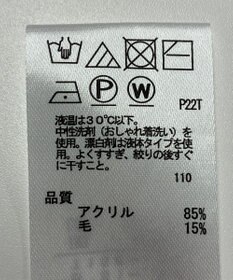 P W
P22T
液温は30℃以下。
中性洗剤(おしゃれ着洗い)を
使用。漂白剤は液体タイプを使
用。よくすすぎ、絞りの後すぐ
に干すこと。
110
品質
アクリル 85%
毛 15%